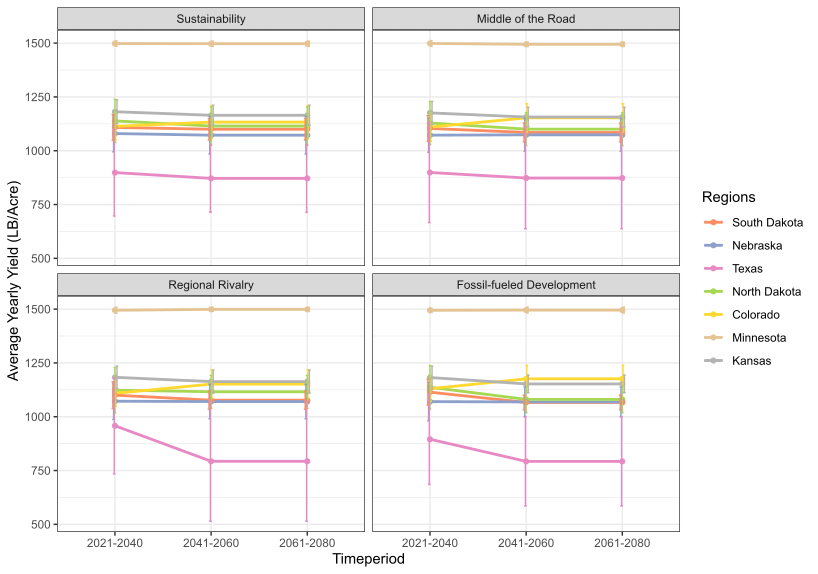 Sustainability
Middle of the Road
1500
1250
1000
750
500
Regional Rivalry
Fossil-fueled Development
1500
1250
1000
750
500
2021-2040
2041-2060
2061-2080
2021-2040
2041-2060
2061-2080
Timeperiod
Average Yearly Yield (LB/Acre)
Regions
South Dakota
Nebraska
Texas
North Dakota
Colorado
Minnesota
Kansas